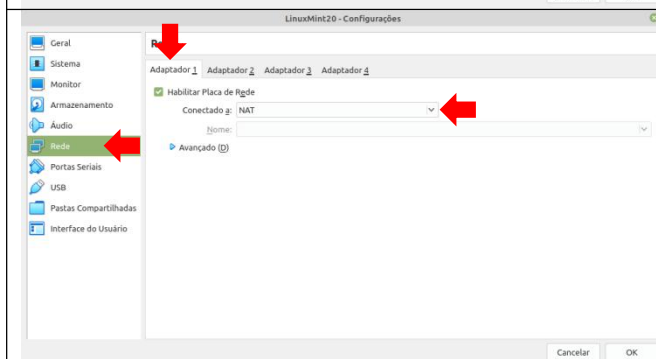 LinuxMint20 - Configurações
Geral
Sistema
Monitor
Armazenamento
Áudio
Rede
Portas Seriais
USB
Pastas Compartilhadas
Interface do Usuário
Adaptador 1 Adaptador 2 Adaptador 3 Adaptador 4
Habilitar Placa de Rede
Conectado a: NAT
Nome:
Avançado (D)
Cancelar OK